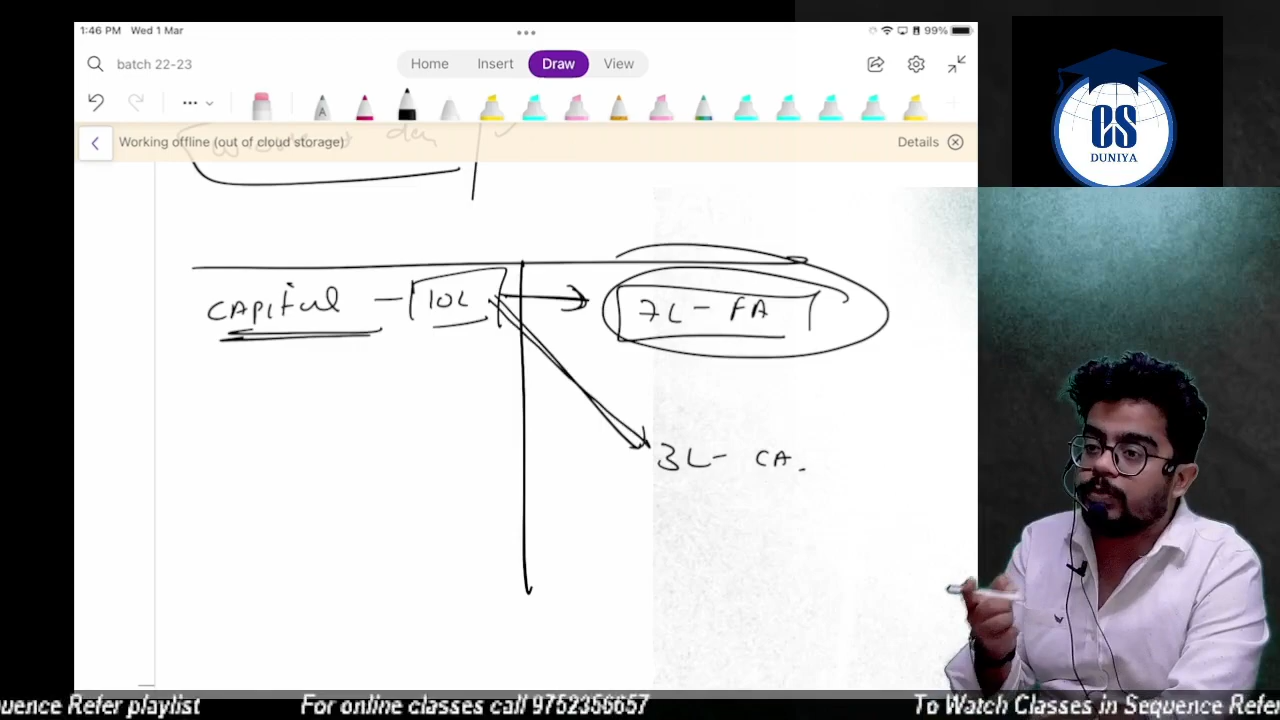 1:46 PM Wed 1 Mar
99%
batch 22-23
Home Insert Draw View
Working offline (out of cloud storage)
Details
CAPITAL - 10L
7L - FA
3L - CA.
CS
DUNIYA
uence Refer playlist For online classes call 9752356657 To Watch Classes in Sequence Refer